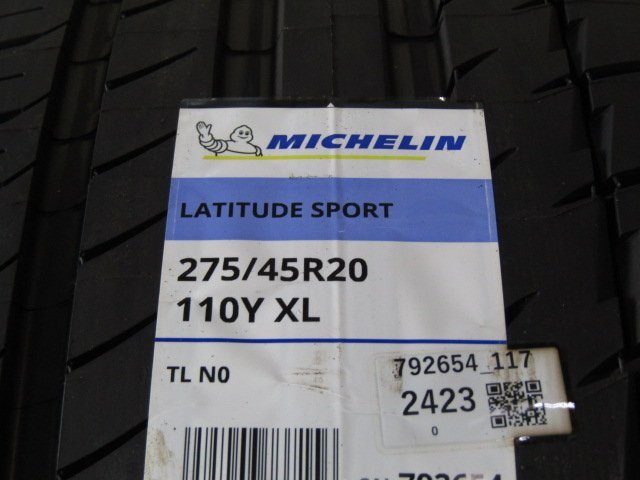 MICHELIN
LATITUDE SPORT
275/45R20
110Y XL
TL N0
792654_117
2423
0